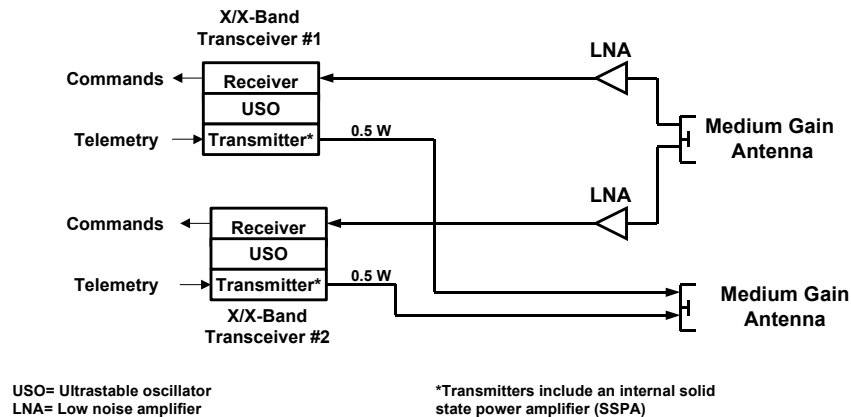 X/X-Band
Transceiver #1
LNA
Commands
Receiver
USO
Telemetry
Transmitter*
0.5 W
Medium Gain
Antenna
LNA
Commands
Receiver
USO
Telemetry
Transmitter*
0.5 W
Medium Gain
Antenna
X/X-Band
Transceiver #2
USO= Ultrastable oscillator
LNA= Low noise amplifier
*Transmitters include an internal solid
state power amplifier (SSPA)